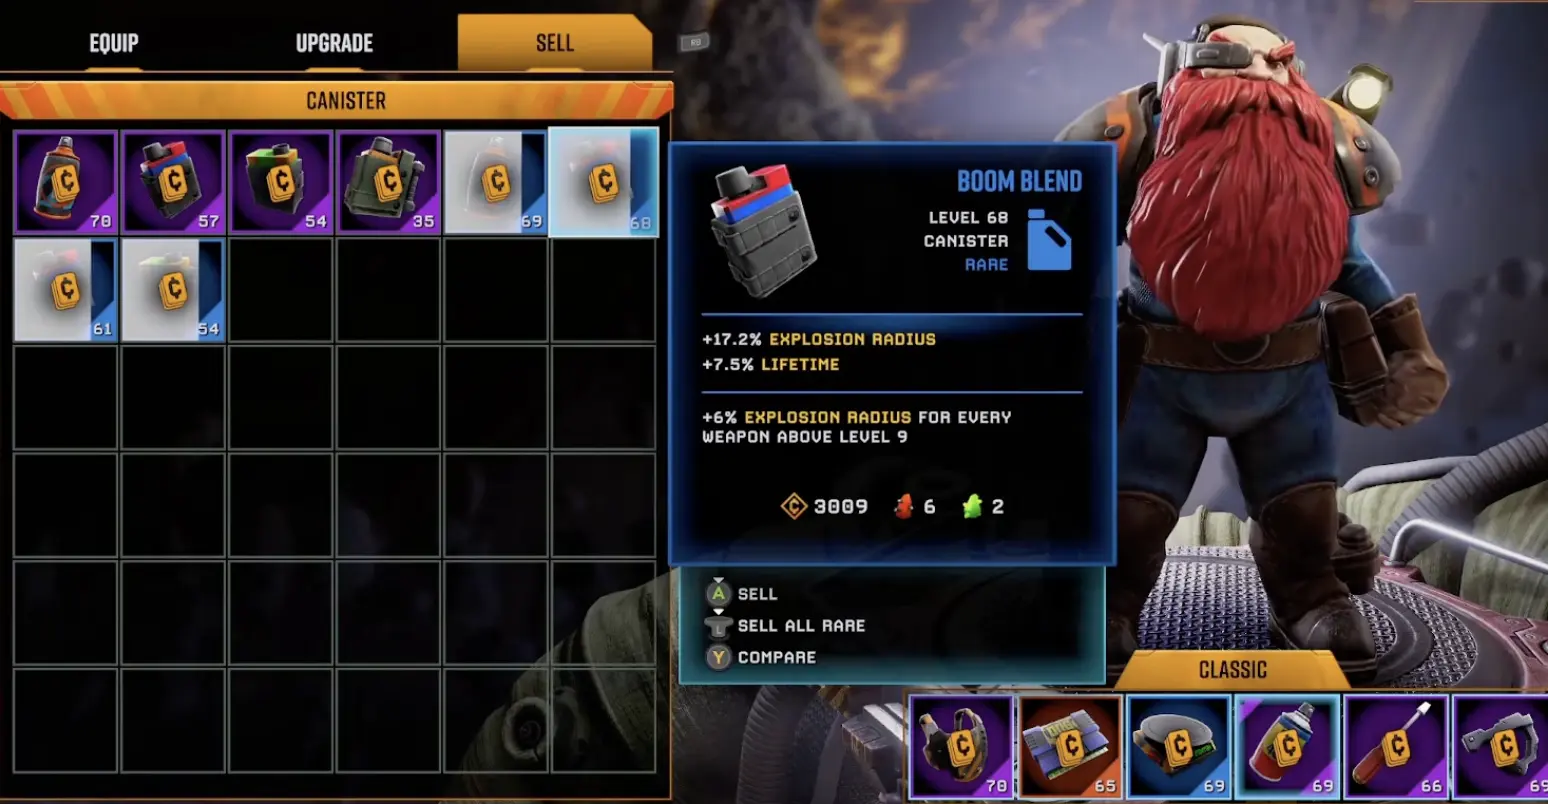 EQUIP
UPGRADE
SELL
RB
CANISTER
70
57
54
35
69
68
61
54
BOOM BLEND
LEVEL 68
CANISTER
RARE
+17.2% EXPLOSION RADIUS
+7.5% LIFETIME
+6% EXPLOSION RADIUS FOR EVERY
WEAPON ABOVE LEVEL 9
3009 6 2
A SELL
L SELL ALL RARE
Y COMPARE
CLASSIC
70
65
69
69
66
69